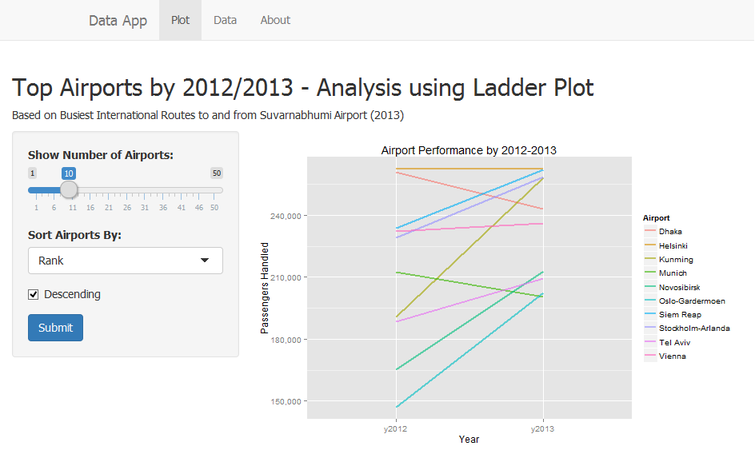 Data App Plot Data About
Top Airports by 2012/2013 - Analysis using Ladder Plot
Based on Busiest International Routes to and from Suvarnabhumi Airport (2013)
Show Number of Airports:
1 10 50
1 6 11 16 21 26 31 36 41 46 50
Sort Airports By:
Rank
Descending
Submit
Airport Performance by 2012-2013
Passengers Handled
240,000
210,000
180,000
150,000
y2012 y2013
Year
Airport
Dhaka
Helsinki
Kunming
Munich
Novosibirsk
Oslo-Gardermoen
Siem Reap
Stockholm-Arlanda
Tel Aviv
Vienna